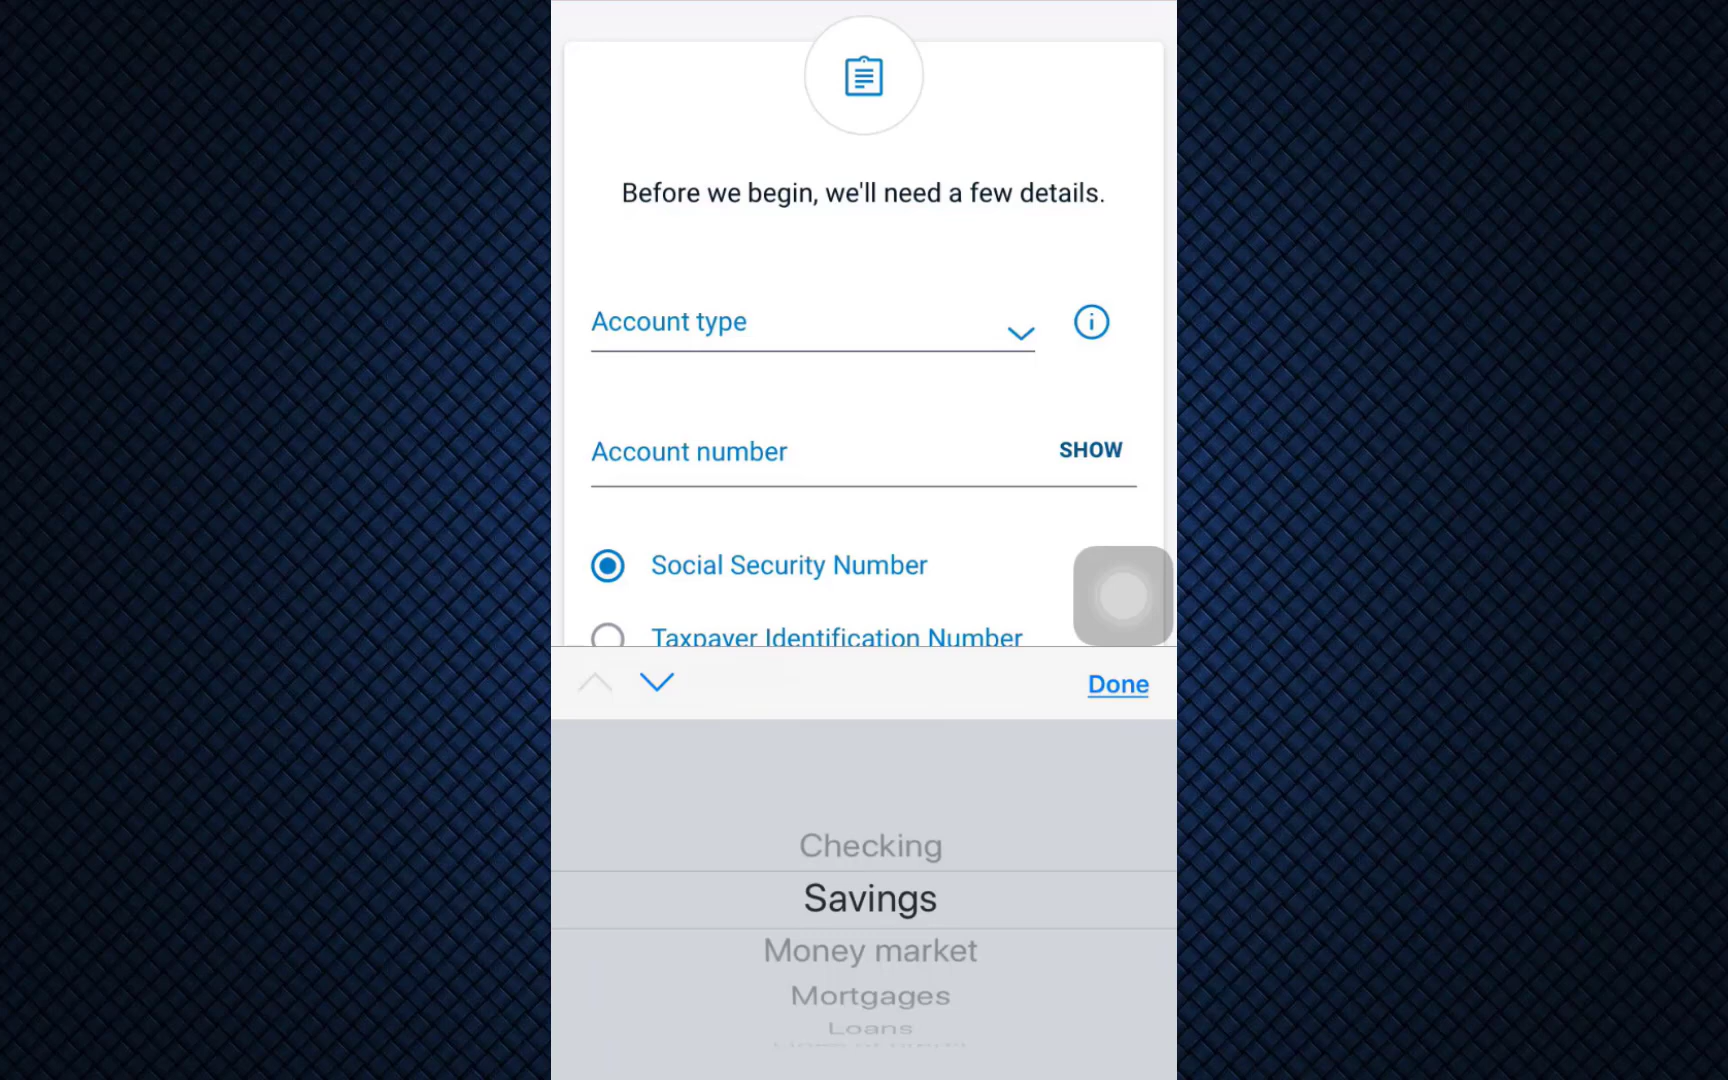 Before we begin, we'll need a few details.
Account type
Account number SHOW
Social Security Number
Taxpayer Identification Number
Done
Checking
Savings
Money market
Mortgages
Loans